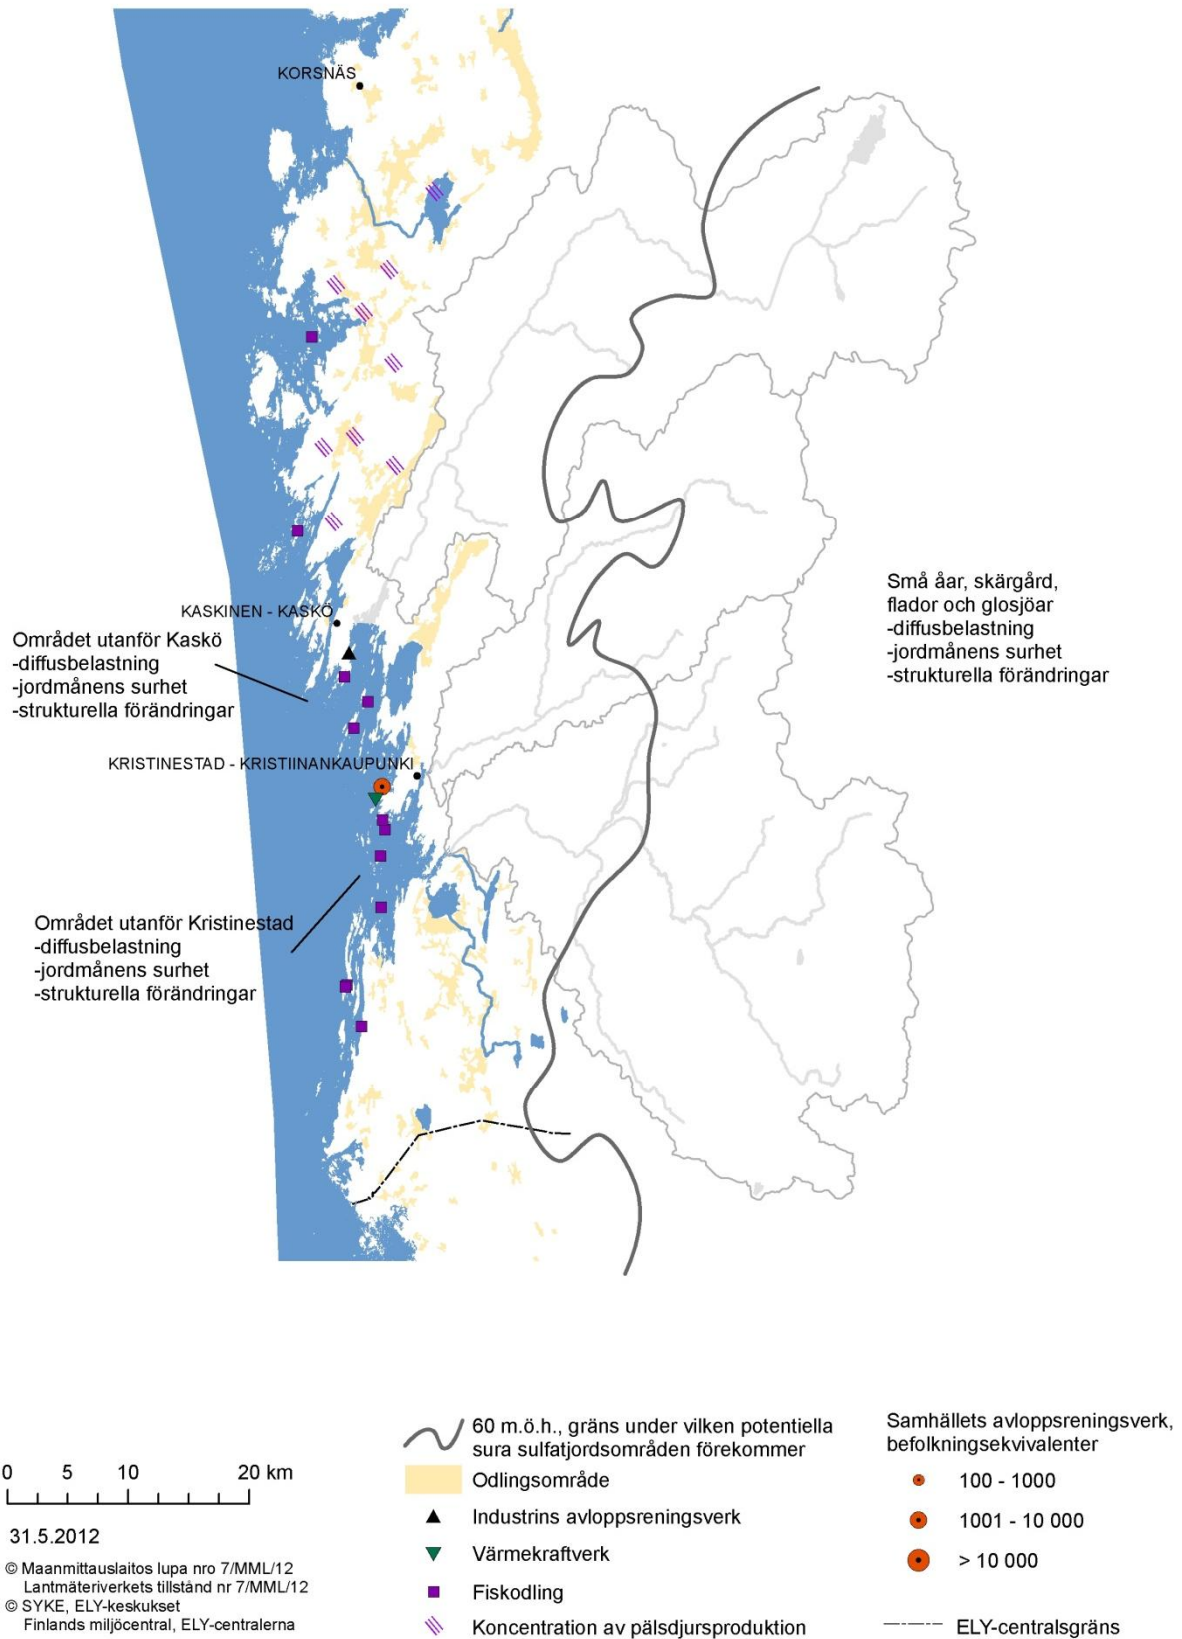 KORSNÄS
KASKINEN - KASKÖ
Området utanför Kaskö
-diffusbelastning
-jordmånens surhet
-strukturella förändringar
Små åar, skärgård,
flador och glosjöar
-diffusbelastning
-jordmånens surhet
-strukturella förändringar
KRISTINESTAD - KRISTIINANKAUPUNKI
Området utanför Kristinestad
-diffusbelastning
-jordmånens surhet
-strukturella förändringar
0 5 10 20 km
31.5.2012
© Maanmittauslaitos lupa nro 7/MML/12
Lantmäteriverkets tillstånd nr 7/MML/12
© SYKE, ELY-keskukset
Finlands miljöcentral, ELY-centralerna
60 m.ö.h., gräns under vilken potentiella
sura sulfatjordsområden förekommer
Odlingsområde
Industrins avloppsreningsverk
Värmekraftverk
Fiskodling
Koncentration av pälsdjursproduktion
Samhällets avloppsreningsverk,
befolkningsekvivalenter
100 - 1000
1001 - 10 000
> 10 000
ELY-centralsgräns